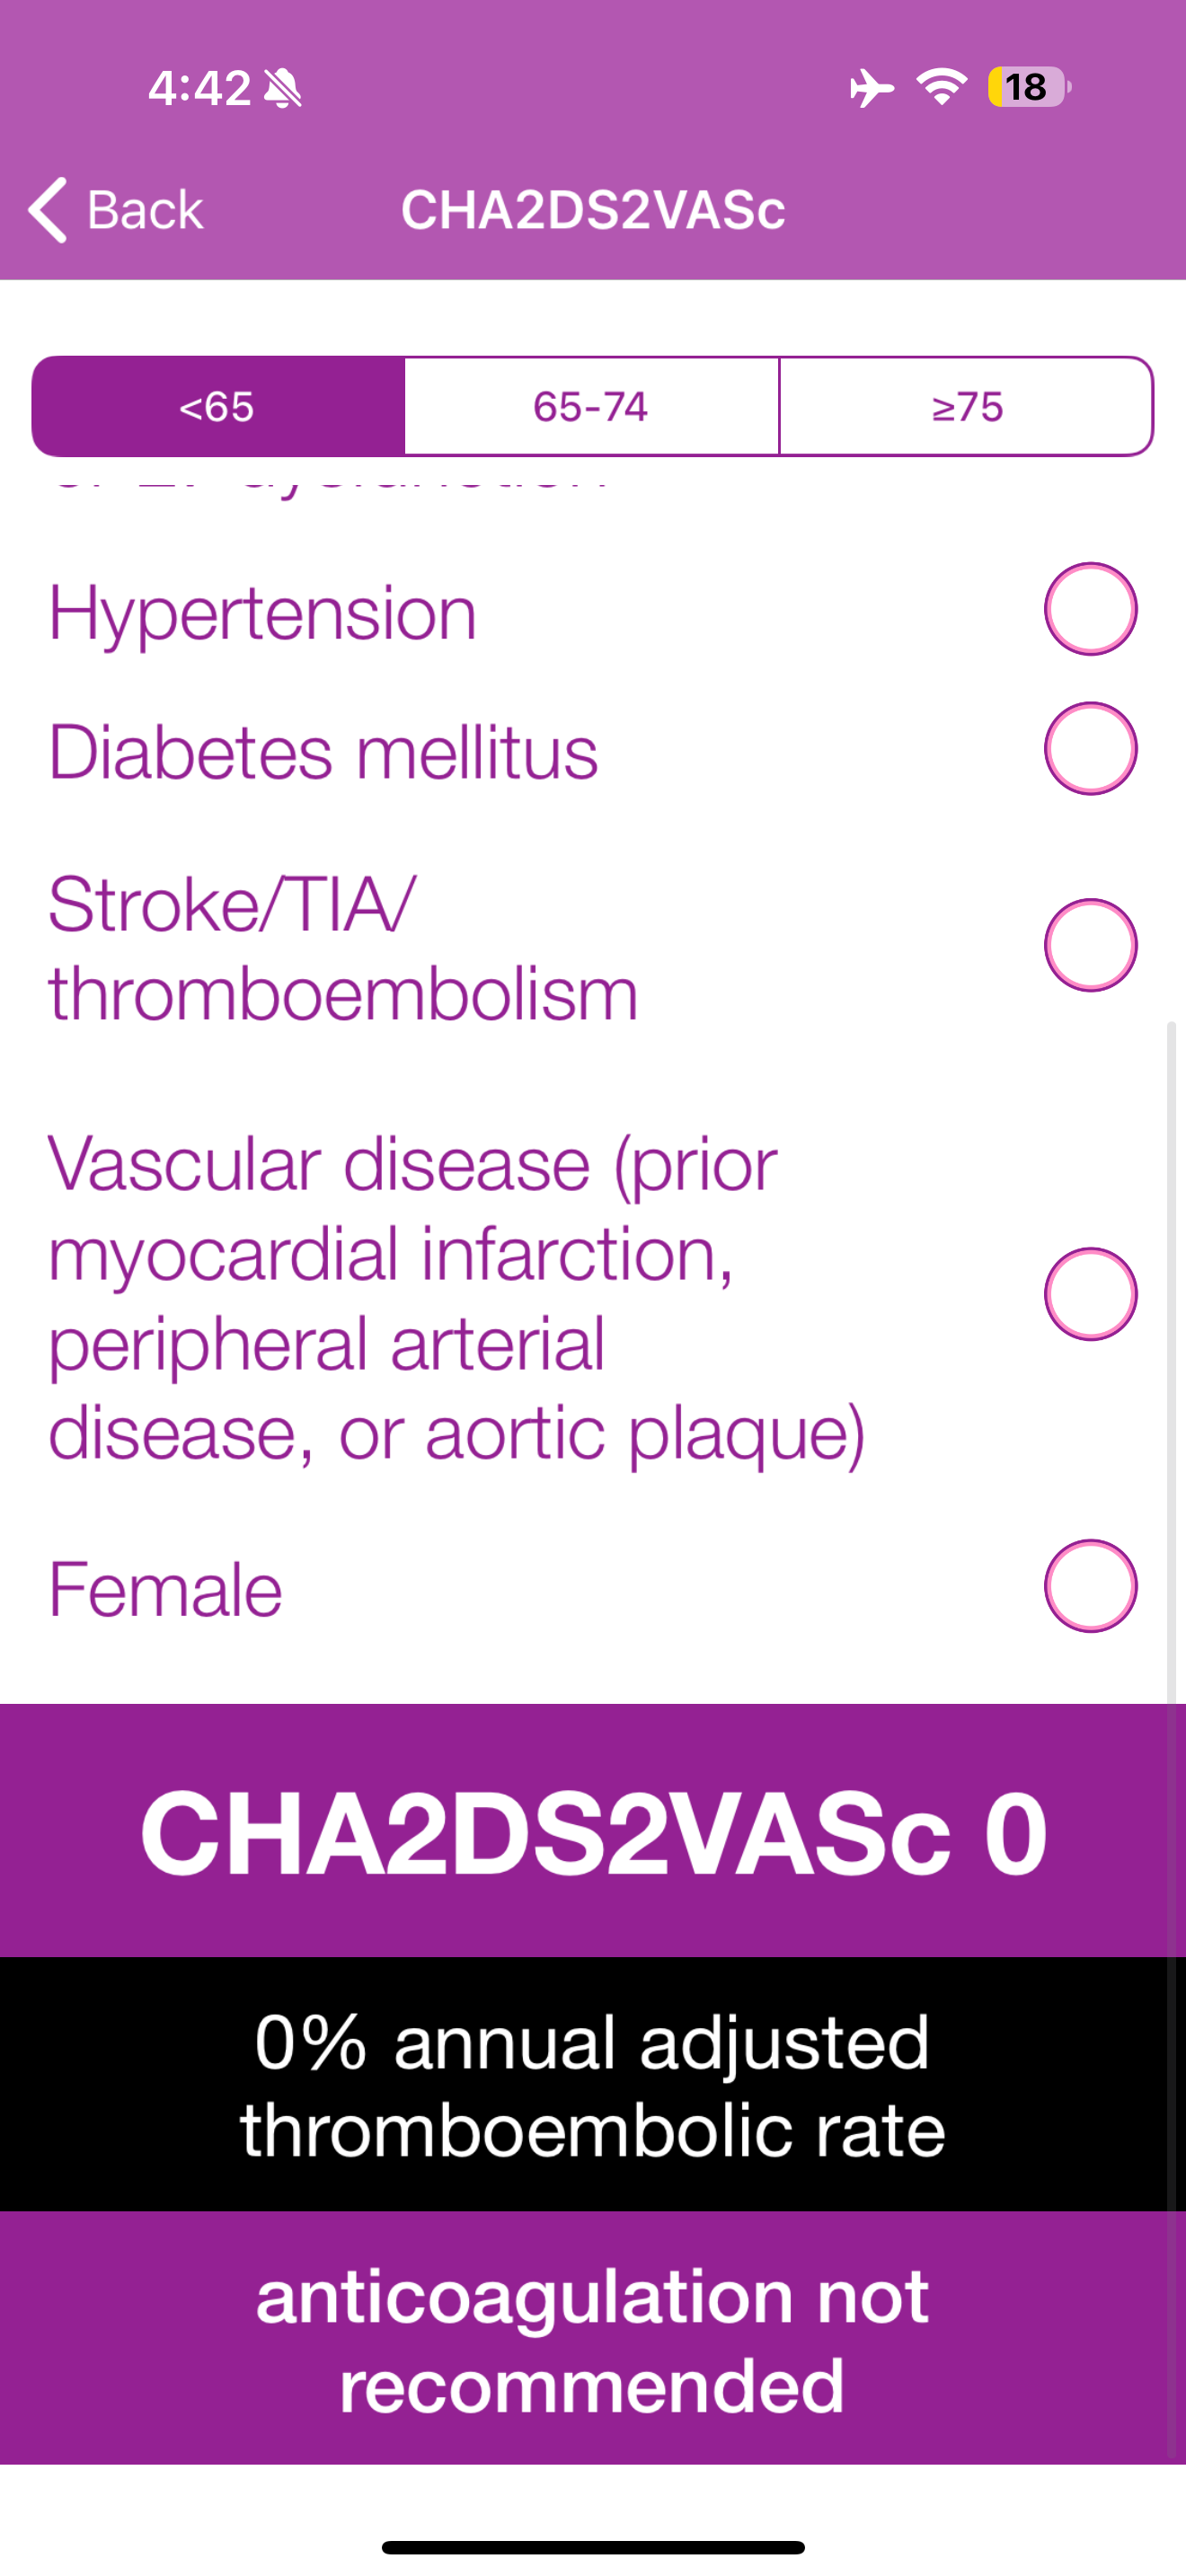 4:42
18
Back
CHA2DS2VASc
<65
65-74
≥75
Hypertension
Diabetes mellitus
Stroke/TIA/
thromboembolism
Vascular disease (prior
myocardial infarction,
peripheral arterial
disease, or aortic plaque)
Female
CHA2DS2VASc 0
0% annual adjusted
thromboembolic rate
anticoagulation not
recommended